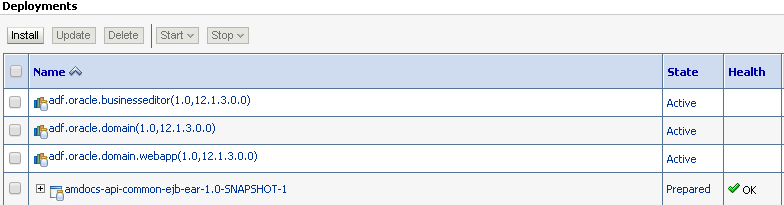 Deployments
Install Update Delete Start Stop
Name State Health
adf.oracle.businesseditor(1.0,12.1.3.0.0) Active
adf.oracle.domain(1.0,12.1.3.0.0) Active
adf.oracle.domain.webapp(1.0,12.1.3.0.0) Active
amdocs-api-common-ejb-ear-1.0-SNAPSHOT-1 Prepared OK